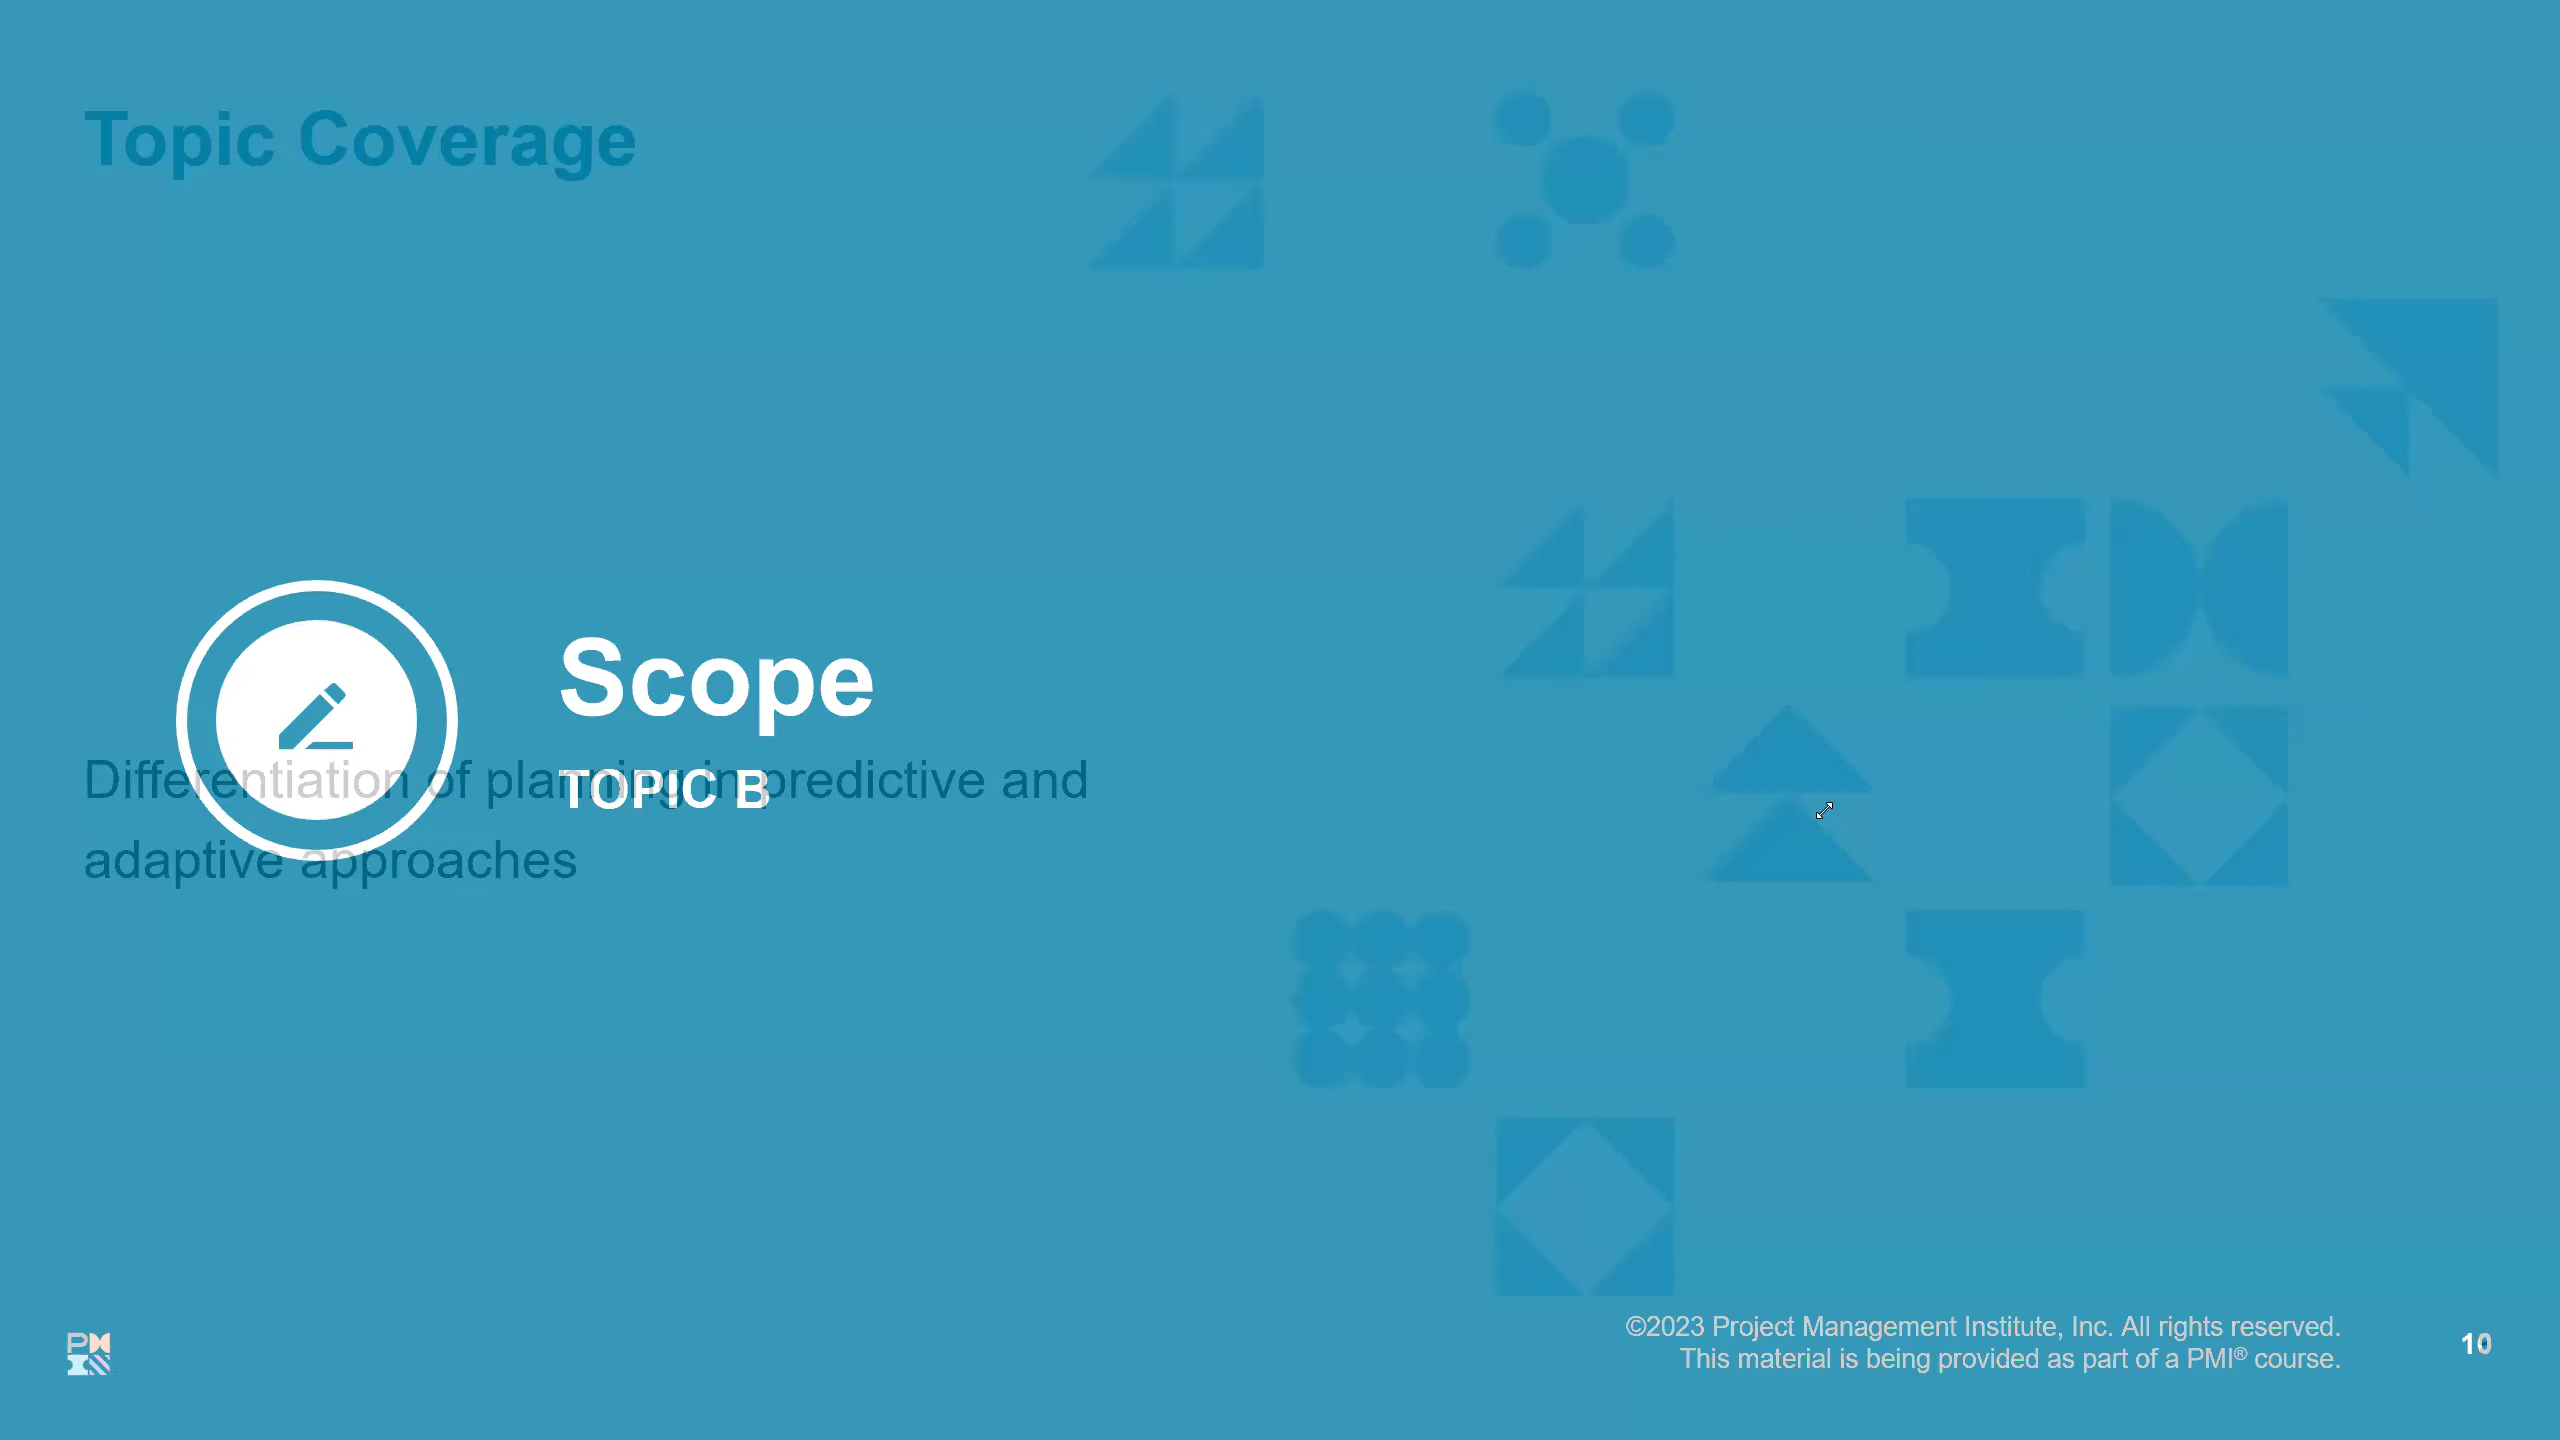 Topic Coverage
Scope
TOPIC B
Differentiation of planning in predictive and
adaptive approaches
©2023 Project Management Institute, Inc. All rights reserved.
This material is being provided as part of a PMI® course.
10